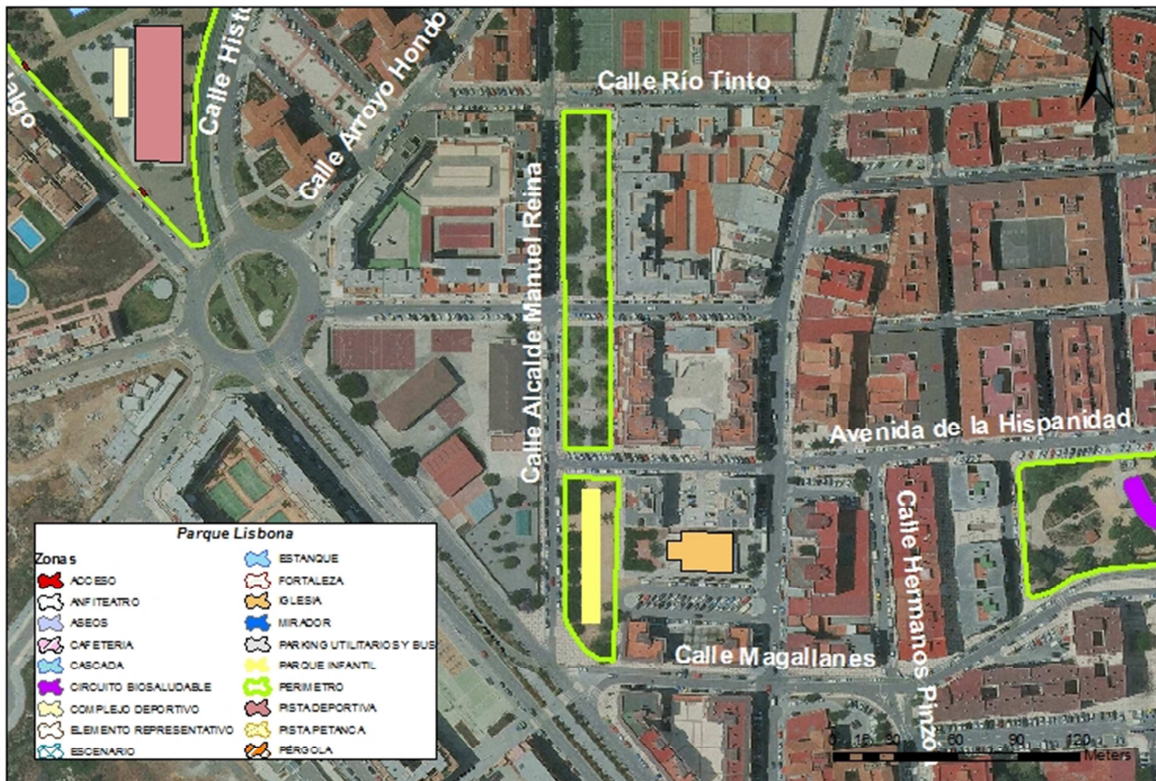 Calle Histo
Calle Arroyo Hondo
Calle Río Tinto
N
algo
Calle Alcalde Manuel Reina
Avenida de la Hispanidad
Calle Hermanos Pinzo
Calle Magallanes
Parque Lisbona
Zonas
ACCESO
ANFITEATRO
ASEOS
CAFETERIA
CASCADA
CIRCUITO BIOSALUDABLE
COMPLEJO DEPORTIVO
ELEMENTO REPRESENTATIVO
ESCENARIO
ESTANQUE
FORTALEZA
IGLESIA
MIRADOR
PARKING UTILITARIOS Y BUS
PARQUE INFANTIL
PERIMETRO
PISTA DEPORTIVA
PISTA PETANCA
PÉRGOLA
0 15 30 60 90 120
Meters